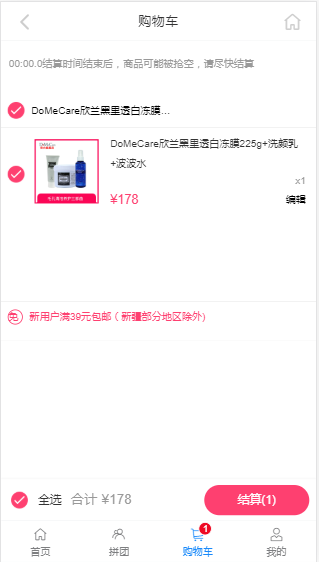 购物车
00:00.0结算时间结束后，商品可能被抢空，请尽快结算
DoMeCare欣兰黑里透白冻膜...
DoMeCare欣兰黑里透白冻膜225g+洗颜乳
+波波水
x1
¥178
编辑
免 新用户满39元包邮（新疆部分地区除外）
全选 合计 ¥178
结算(1)
1
首页 拼团 购物车 我的